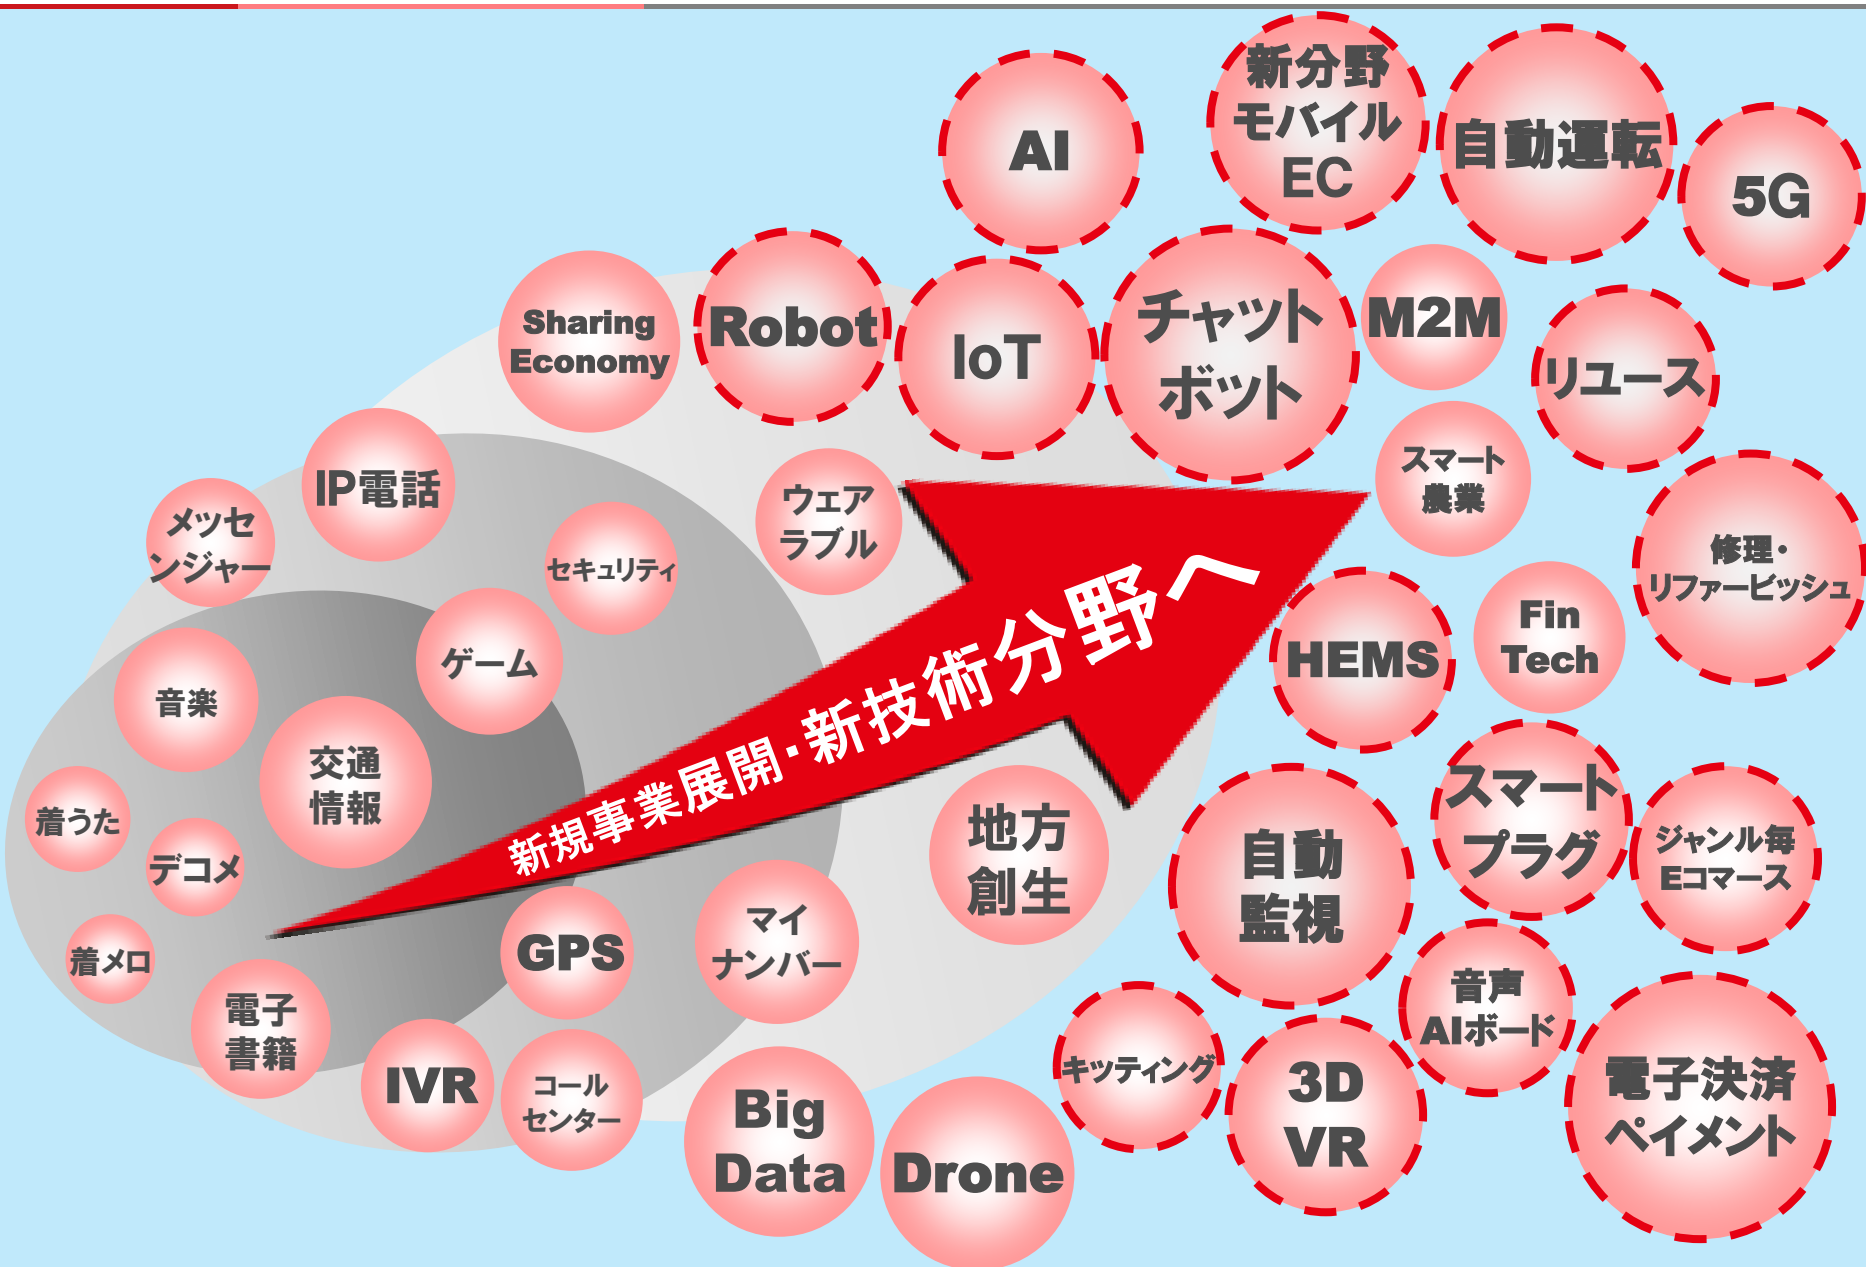 新分野
モバイル
EC
自動運転
AI
5G
Sharing
Economy
Robot
IoT
チャット
ボット
M2M
リユース
スマート
農業
IP電話
メッセ
ンジャー
セキュリティ
ウェア
ラブル
修理・
リファービッシュ
Fin
Tech
HEMS
ゲーム
音楽
交通
情報
新規事業展開・新技術分野へ
着うた
デコメ
着メロ
電子
書籍
GPS
マイ
ナンバー
地方
創生
自動
監視
スマート
プラグ
ジャンル毎
Eコマース
音声
AIボード
IVR
コール
センター
Big
Data
Drone
キッティング
3D
VR
電子決済
ペイメント